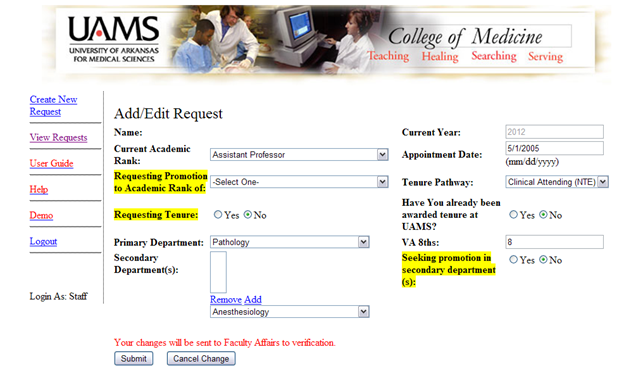 UAMS
UNIVERSITY OF ARKANSAS
FOR MEDICAL SCIENCES
College of Medicine
Teaching Healing Searching Serving
Create New
Request
View Requests
User Guide
Help
Demo
Logout
Login As: Staff
Add/Edit Request
Name:
Current Year: 2012
Current Academic
Rank: Assistant Professor
Appointment Date: 5/1/2005
(mm/dd/yyyy)
Requesting Promotion
to Academic Rank of: -Select One-
Tenure Pathway: Clinical Attending (NTE)
Requesting Tenure: Yes No
Have You already been
awarded tenure at
UAMS? Yes No
Primary Department: Pathology
VA 8ths: 8
Secondary
Department(s):
Remove Add
Anesthesiology
Seeking promotion in
secondary department
(s): Yes No
Your changes will be sent to Faculty Affairs to verification.
Submit Cancel Change